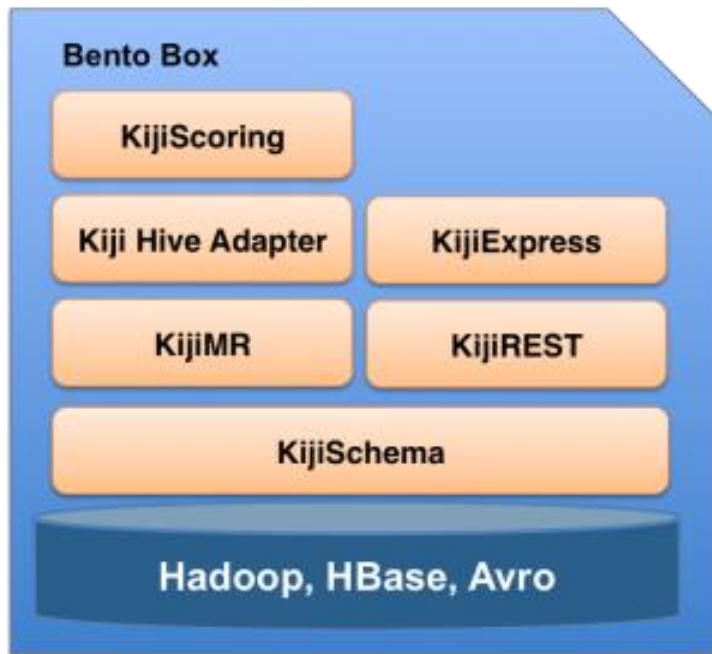 Bento Box
KijiScoring
Kiji Hive Adapter
KijiExpress
KijiMR
KijiREST
KijiSchema
Hadoop, HBase, Avro